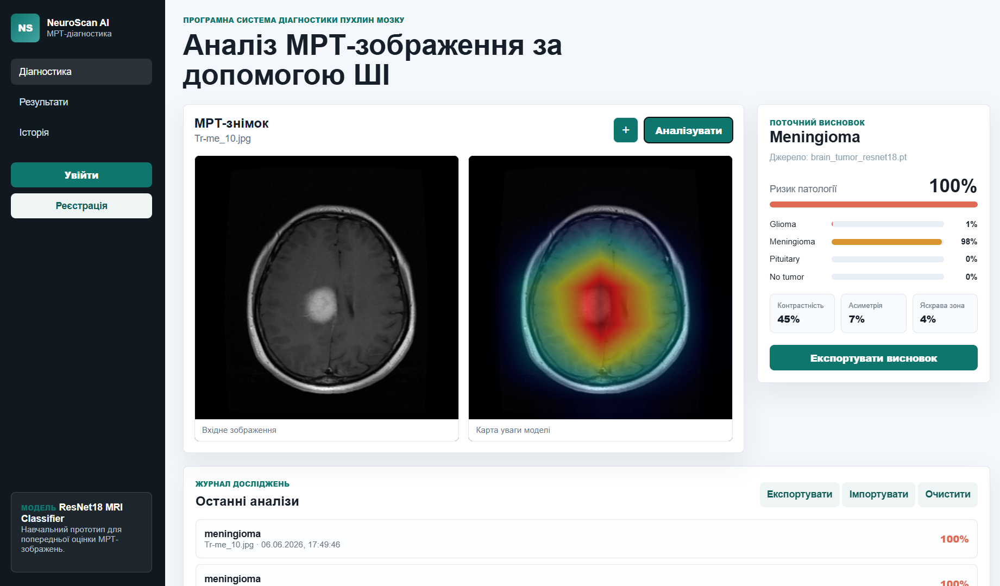 NS
NeuroScan AI
МРТ-діагностика
Діагностика
Результати
Історія
Увійти
Реєстрація
МОДЕЛЬ ResNet18 MRI
Classifier
Навчальний прототип для
попередньої оцінки МРТ-
зображень.
ПРОГРАМНА СИСТЕМА ДІАГНОСТИКИ ПУХЛИН МОЗКУ
Аналіз МРТ-зображення за
допомогою ШІ
МРТ-знімок
Tr-me_10.jpg
+
Аналізувати
Вхідне зображення
Карта уваги моделі
ПОТОЧНИЙ ВИСНОВОК
Meningioma
Джерело: brain_tumor_resnet18.pt
Ризик патології 100%
Glioma 1%
Meningioma 98%
Pituitary 0%
No tumor 0%
Контрастність
45%
Асиметрія
7%
Яскрава зона
4%
Експортувати висновок
ЖУРНАЛ ДОСЛІДЖЕНЬ
Останні аналізи
Експортувати
Імпортувати
Очистити
meningioma
Tr-me_10.jpg · 06.06.2026, 17:49:46
100%
meningioma
100%